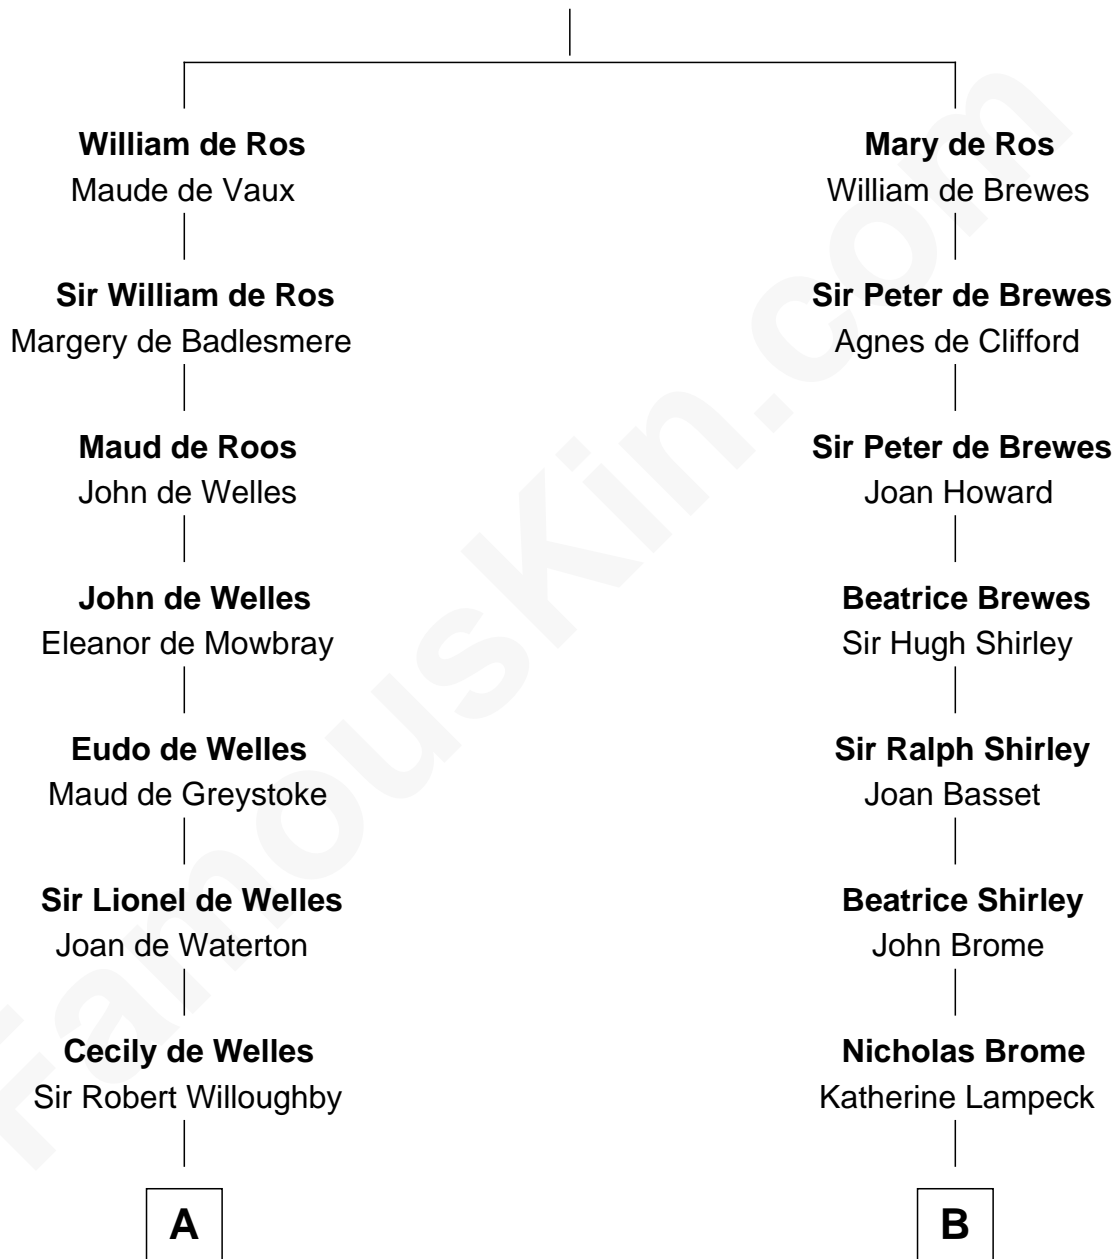 William de Ros
Maude de Vaux
Sir William de Ros
Margery de Badlesmere
Maud de Roos
John de Welles
John de Welles
Eleanor de Mowbray
Eudo de Welles
Maud de Greystoke
Sir Lionel de Welles
Joan de Waterton
Cecily de Welles
Sir Robert Willoughby
A
Mary de Ros
William de Brewes
Sir Peter de Brewes
Agnes de Clifford
Sir Peter de Brewes
Joan Howard
Beatrice Brewes
Sir Hugh Shirley
Sir Ralph Shirley
Joan Basset
Beatrice Shirley
John Brome
Nicholas Brome
Katherine Lampeck
B
FamousKin.com